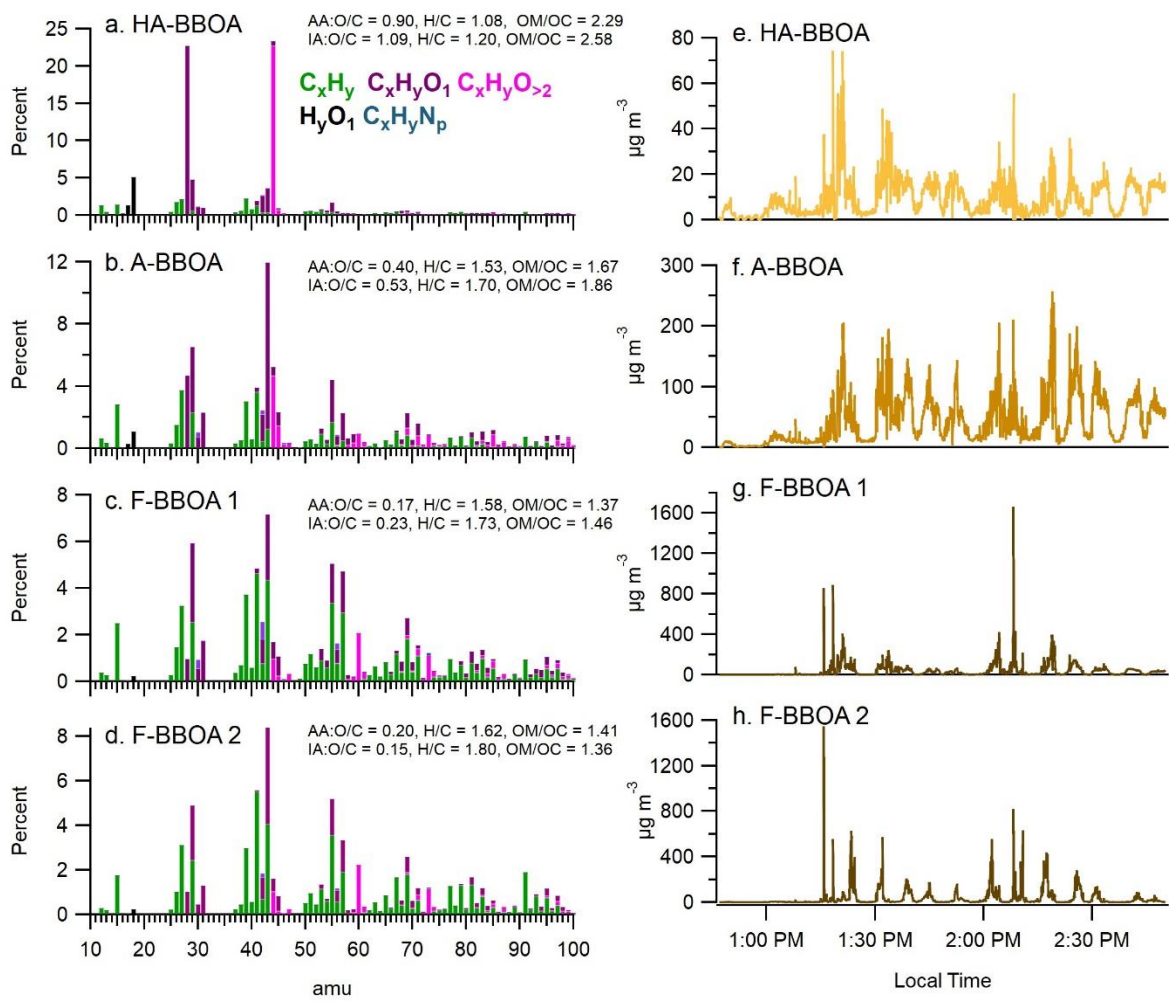 a. HA-BBOA
AA:O/C = 0.90, H/C = 1.08, OM/OC = 2.29
IA:O/C = 1.09, H/C = 1.20, OM/OC = 2.58
CxHy CxHyO1 CxHyO>2
HyO1 CxHyNp
25
20
15
10
5
0
Percent
b. A-BBOA
AA:O/C = 0.40, H/C = 1.53, OM/OC = 1.67
IA:O/C = 0.53, H/C = 1.70, OM/OC = 1.86
12
8
4
0
Percent
c. F-BBOA 1
AA:O/C = 0.17, H/C = 1.58, OM/OC = 1.37
IA:O/C = 0.23, H/C = 1.73, OM/OC = 1.46
8
6
4
2
0
Percent
d. F-BBOA 2
AA:O/C = 0.20, H/C = 1.62, OM/OC = 1.41
IA:O/C = 0.15, H/C = 1.80, OM/OC = 1.36
8
6
4
2
0
Percent
10 20 30 40 50 60 70 80 90 100
amu
e. HA-BBOA
80
60
40
20
0
µg m-3
f. A-BBOA
300
200
100
0
µg m-3
g. F-BBOA 1
1600
1200
800
400
0
µg m-3
h. F-BBOA 2
1600
1200
800
400
0
µg m-3
1:00 PM 1:30 PM 2:00 PM 2:30 PM
Local Time